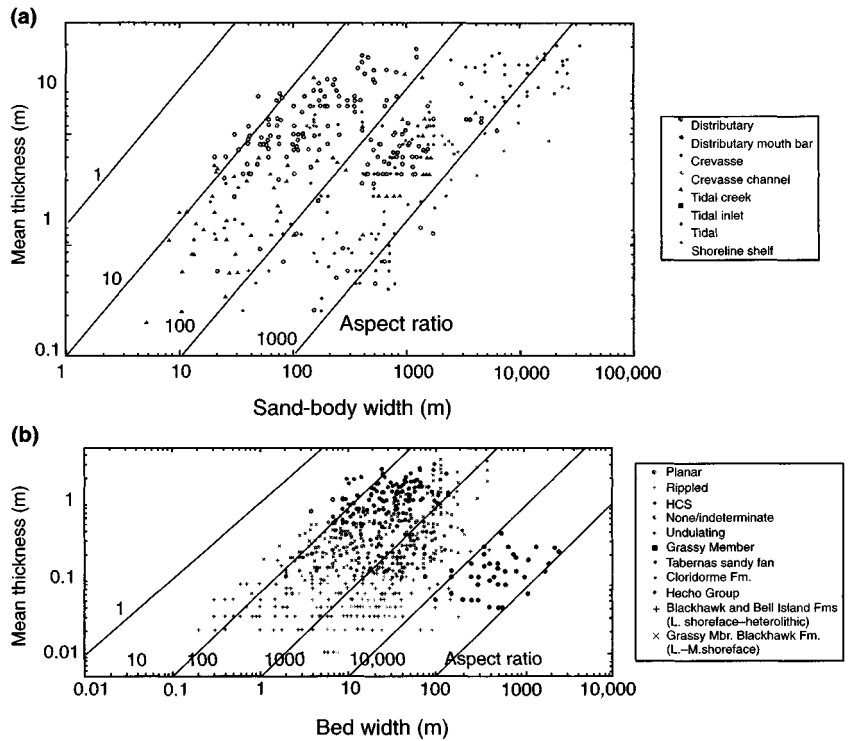 (a)
Mean thickness (m)
10
1
0.1
1
10
100
1000
Aspect ratio
1
10
100
1000
10,000
100,000
Sand-body width (m)
Distributary
Distributary mouth bar
Crevasse
Crevasse channel
Tidal creek
Tidal inlet
Tidal
Shoreline shelf
(b)
Mean thickness (m)
1
0.1
0.01
1
10
100
1000
10,000
Aspect ratio
0.01
0.1
1
10
100
1000
10,000
Bed width (m)
Planar
Rippled
HCS
None/indeterminate
Undulating
Grassy Member
Tabernas sandy fan
Cloridorme Fm.
Hecho Group
Blackhawk and Bell Island Fms
(L. shoreface–heterolithic)
Grassy Mbr. Blackhawk Fm.
(L.–M.shoreface)